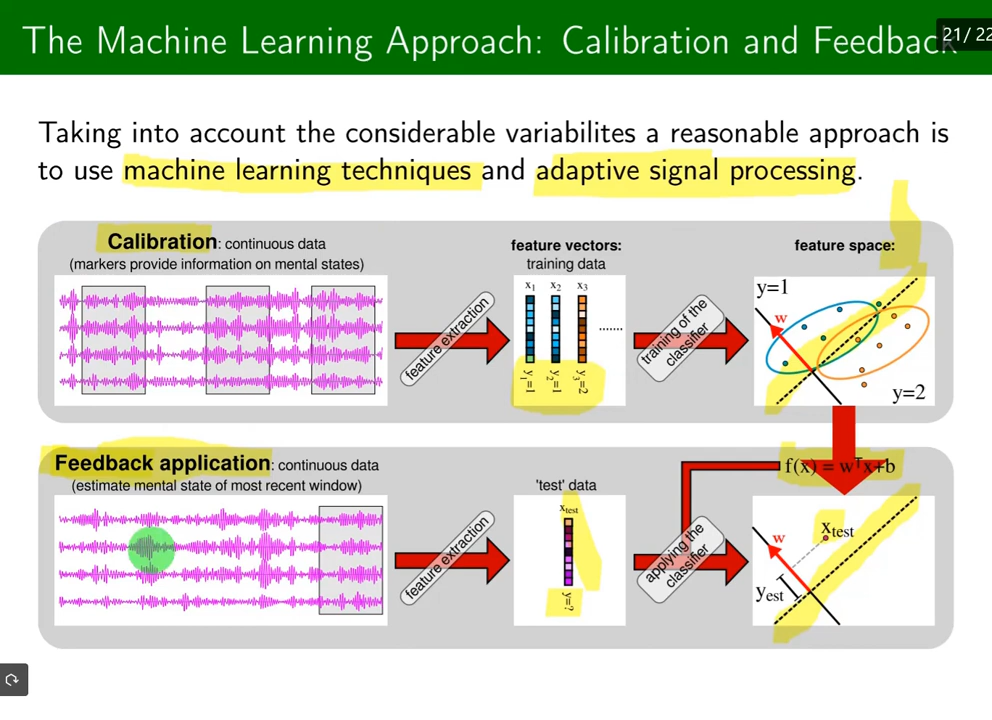 The Machine Learning Approach: Calibration and Feedback
21/ 22
Taking into account the considerable variabilites a reasonable approach is
to use machine learning techniques and adaptive signal processing.
Calibration: continuous data
(markers provide information on mental states)
feature extraction
feature vectors:
training data
x1 x2 x3
........
y1=1 y2=1 y3=2
training of the
classifier
feature space:
y=1
w
y=2
Feedback application: continuous data
(estimate mental state of most recent window)
feature extraction
'test' data
xtest
y=?
applying the
classifier
f(x) = wᵀx+b
w
xtest
yest